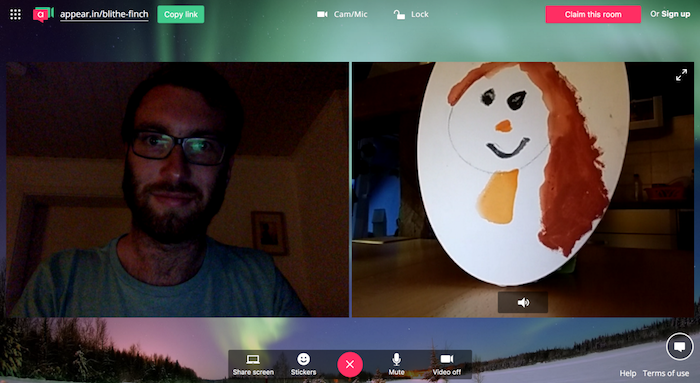 appear.in/blithe-finch
Copy link
Cam/Mic
Lock
Claim this room
Or Sign up
Share screen
Stickers
Mute
Video off
Help
Terms of use